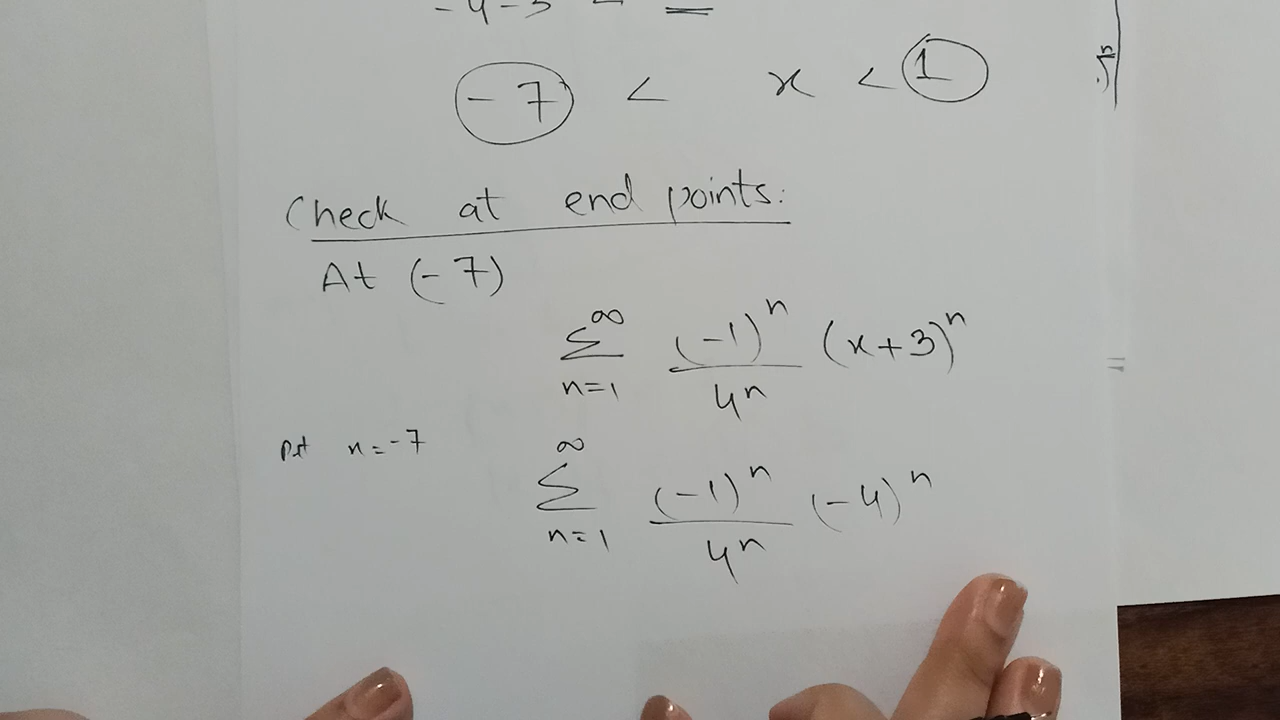 -7 < x < 1
Check at end points:
At (-7)
∞
∑ (-1)^n/4^n (x+3)^n
n=1
Put x=-7
∞
∑ (-1)^n/4^n (-4)^n
n=1